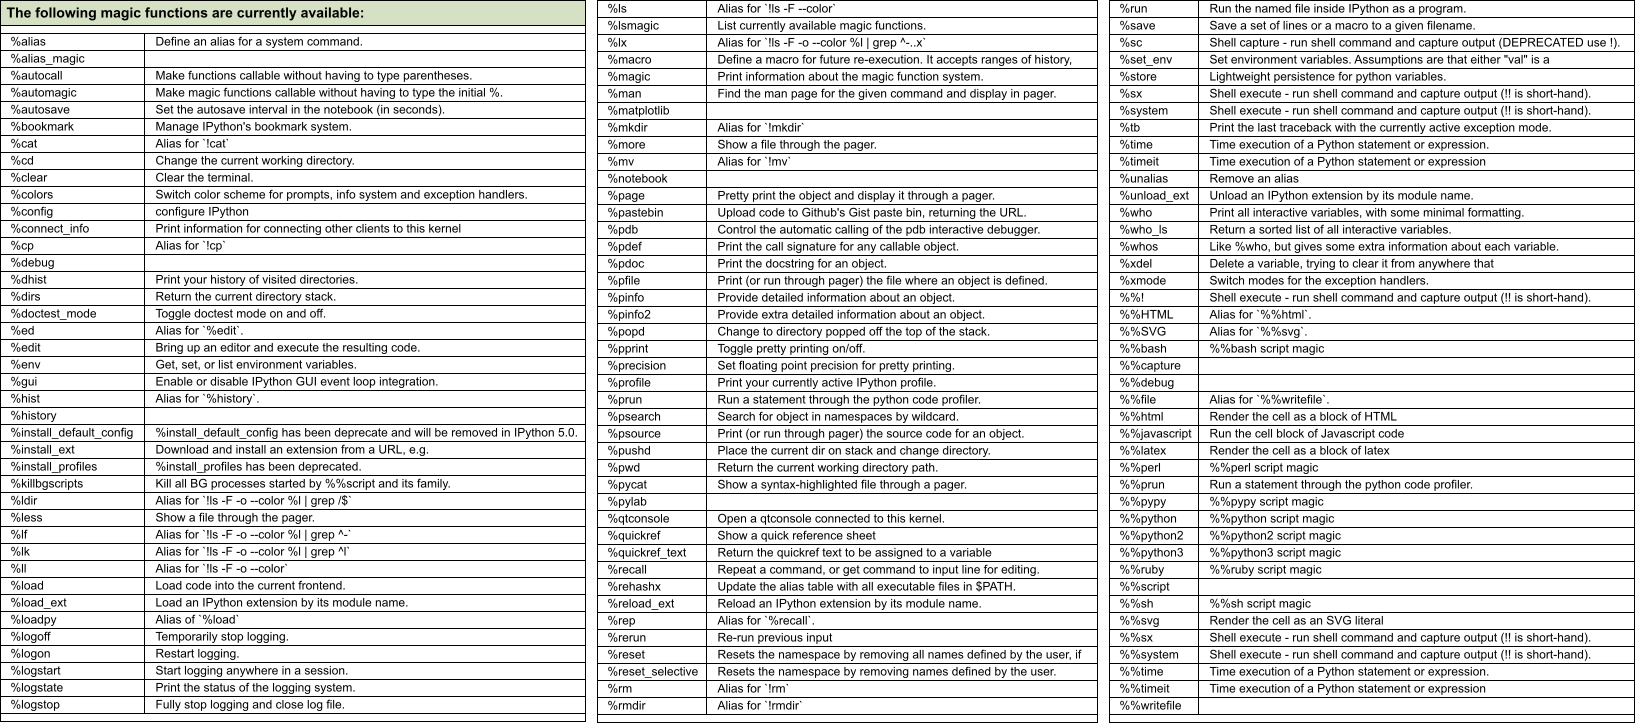 The following magic functions are currently available:
%alias Define an alias for a system command.
%alias_magic
%autocall Make functions callable without having to type parentheses.
%automagic Make magic functions callable without having to type the initial %.
%autosave Set the autosave interval in the notebook (in seconds).
%bookmark Manage IPython's bookmark system.
%cat Alias for `!cat`
%cd Change the current working directory.
%clear Clear the terminal.
%colors Switch color scheme for prompts, info system and exception handlers.
%config configure IPython
%connect_info Print information for connecting other clients to this kernel
%cp Alias for `!cp`
%debug
%dhist Print your history of visited directories.
%dirs Return the current directory stack.
%doctest_mode Toggle doctest mode on and off.
%ed Alias for `%edit`.
%edit Bring up an editor and execute the resulting code.
%env Get, set, or list environment variables.
%gui Enable or disable IPython GUI event loop integration.
%hist Alias for `%history`.
%history
%install_default_config %install_default_config has been deprecate and will be removed in IPython 5.0.
%install_ext Download and install an extension from a URL, e.g.
%install_profiles %install_profiles has been deprecated.
%killbgscripts Kill all BG processes started by %%script and its family.
%ldir Alias for `!ls -F -o --color %l | grep /$`
%less Show a file through the pager.
%lf Alias for `!ls -F -o --color %l | grep ^-`
%lk Alias for `!ls -F -o --color %l | grep ^l`
%ll Alias for `!ls -F -o --color`
%load Load code into the current frontend.
%load_ext Load an IPython extension by its module name.
%loadpy Alias of `%load`
%logoff Temporarily stop logging.
%logon Restart logging.
%logstart Start logging anywhere in a session.
%logstate Print the status of the logging system.
%logstop Fully stop logging and close log file.
%ls Alias for `!ls -F --color`
%lsmagic List currently available magic functions.
%lx Alias for `!ls -F -o --color %l | grep ^-..x`
%macro Define a macro for future re-execution. It accepts ranges of history,
%magic Print information about the magic function system.
%man Find the man page for the given command and display in pager.
%matplotlib
%mkdir Alias for `!mkdir`
%more Show a file through the pager.
%mv Alias for `!mv`
%notebook
%page Pretty print the object and display it through a pager.
%pastebin Upload code to Github's Gist paste bin, returning the URL.
%pdb Control the automatic calling of the pdb interactive debugger.
%pdef Print the call signature for any callable object.
%pdoc Print the docstring for an object.
%pfile Print (or run through pager) the file where an object is defined.
%pinfo Provide detailed information about an object.
%pinfo2 Provide extra detailed information about an object.
%popd Change to directory popped off the top of the stack.
%pprint Toggle pretty printing on/off.
%precision Set floating point precision for pretty printing.
%profile Print your currently active IPython profile.
%prun Run a statement through the python code profiler.
%psearch Search for object in namespaces by wildcard.
%psource Print (or run through pager) the source code for an object.
%pushd Place the current dir on stack and change directory.
%pwd Return the current working directory path.
%pycat Show a syntax-highlighted file through a pager.
%pylab
%qtconsole Open a qtconsole connected to this kernel.
%quickref Show a quick reference sheet
%quickref_text Return the quickref text to be assigned to a variable
%recall Repeat a command, or get command to input line for editing.
%rehashx Update the alias table with all executable files in $PATH.
%reload_ext Reload an IPython extension by its module name.
%rep Alias for `%recall`.
%rerun Re-run previous input
%reset Resets the namespace by removing all names defined by the user, if
%reset_selective Resets the namespace by removing names defined by the user.
%rm Alias for `!rm`
%rmdir Alias for `!rmdir`
%run Run the named file inside IPython as a program.
%save Save a set of lines or a macro to a given filename.
%sc Shell capture - run shell command and capture output (DEPRECATED use !).
%set_env Set environment variables. Assumptions are that either "val" is a
%store Lightweight persistence for python variables.
%sx Shell execute - run shell command and capture output (!! is short-hand).
%system Shell execute - run shell command and capture output (!! is short-hand).
%tb Print the last traceback with the currently active exception mode.
%time Time execution of a Python statement or expression.
%timeit Time execution of a Python statement or expression
%unalias Remove an alias
%unload_ext Unload an IPython extension by its module name.
%who Print all interactive variables, with some minimal formatting.
%who_ls Return a sorted list of all interactive variables.
%whos Like %who, but gives some extra information about each variable.
%xdel Delete a variable, trying to clear it from anywhere that
%xmode Switch modes for the exception handlers.
%%! Shell execute - run shell command and capture output (!! is short-hand).
%%HTML Alias for `%%html`.
%%SVG Alias for `%%svg`.
%%bash %%bash script magic
%%capture
%%debug
%%file Alias for `%%writefile`.
%%html Render the cell as a block of HTML
%%javascript Run the cell block of Javascript code
%%latex Render the cell as a block of latex
%%perl %%perl script magic
%%prun Run a statement through the python code profiler.
%%pypy %%pypy script magic
%%python %%python script magic
%%python2 %%python2 script magic
%%python3 %%python3 script magic
%%ruby %%ruby script magic
%%script
%%sh %%sh script magic
%%svg Render the cell as an SVG literal
%%sx Shell execute - run shell command and capture output (!! is short-hand).
%%system Shell execute - run shell command and capture output (!! is short-hand).
%%time Time execution of a Python statement or expression.
%%timeit Time execution of a Python statement or expression
%%writefile